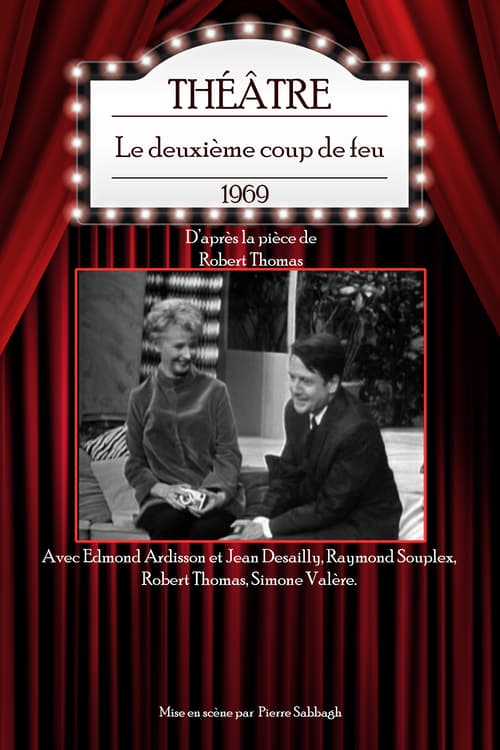 THÉÂTRE
Le deuxième coup de feu
1969
D'après la pièce de
Robert Thomas
Avec Edmond Ardisson et Jean Desailly, Raymond Souplex,
Robert Thomas, Simone Valère.
Mise en scène par Pierre Sabbagh